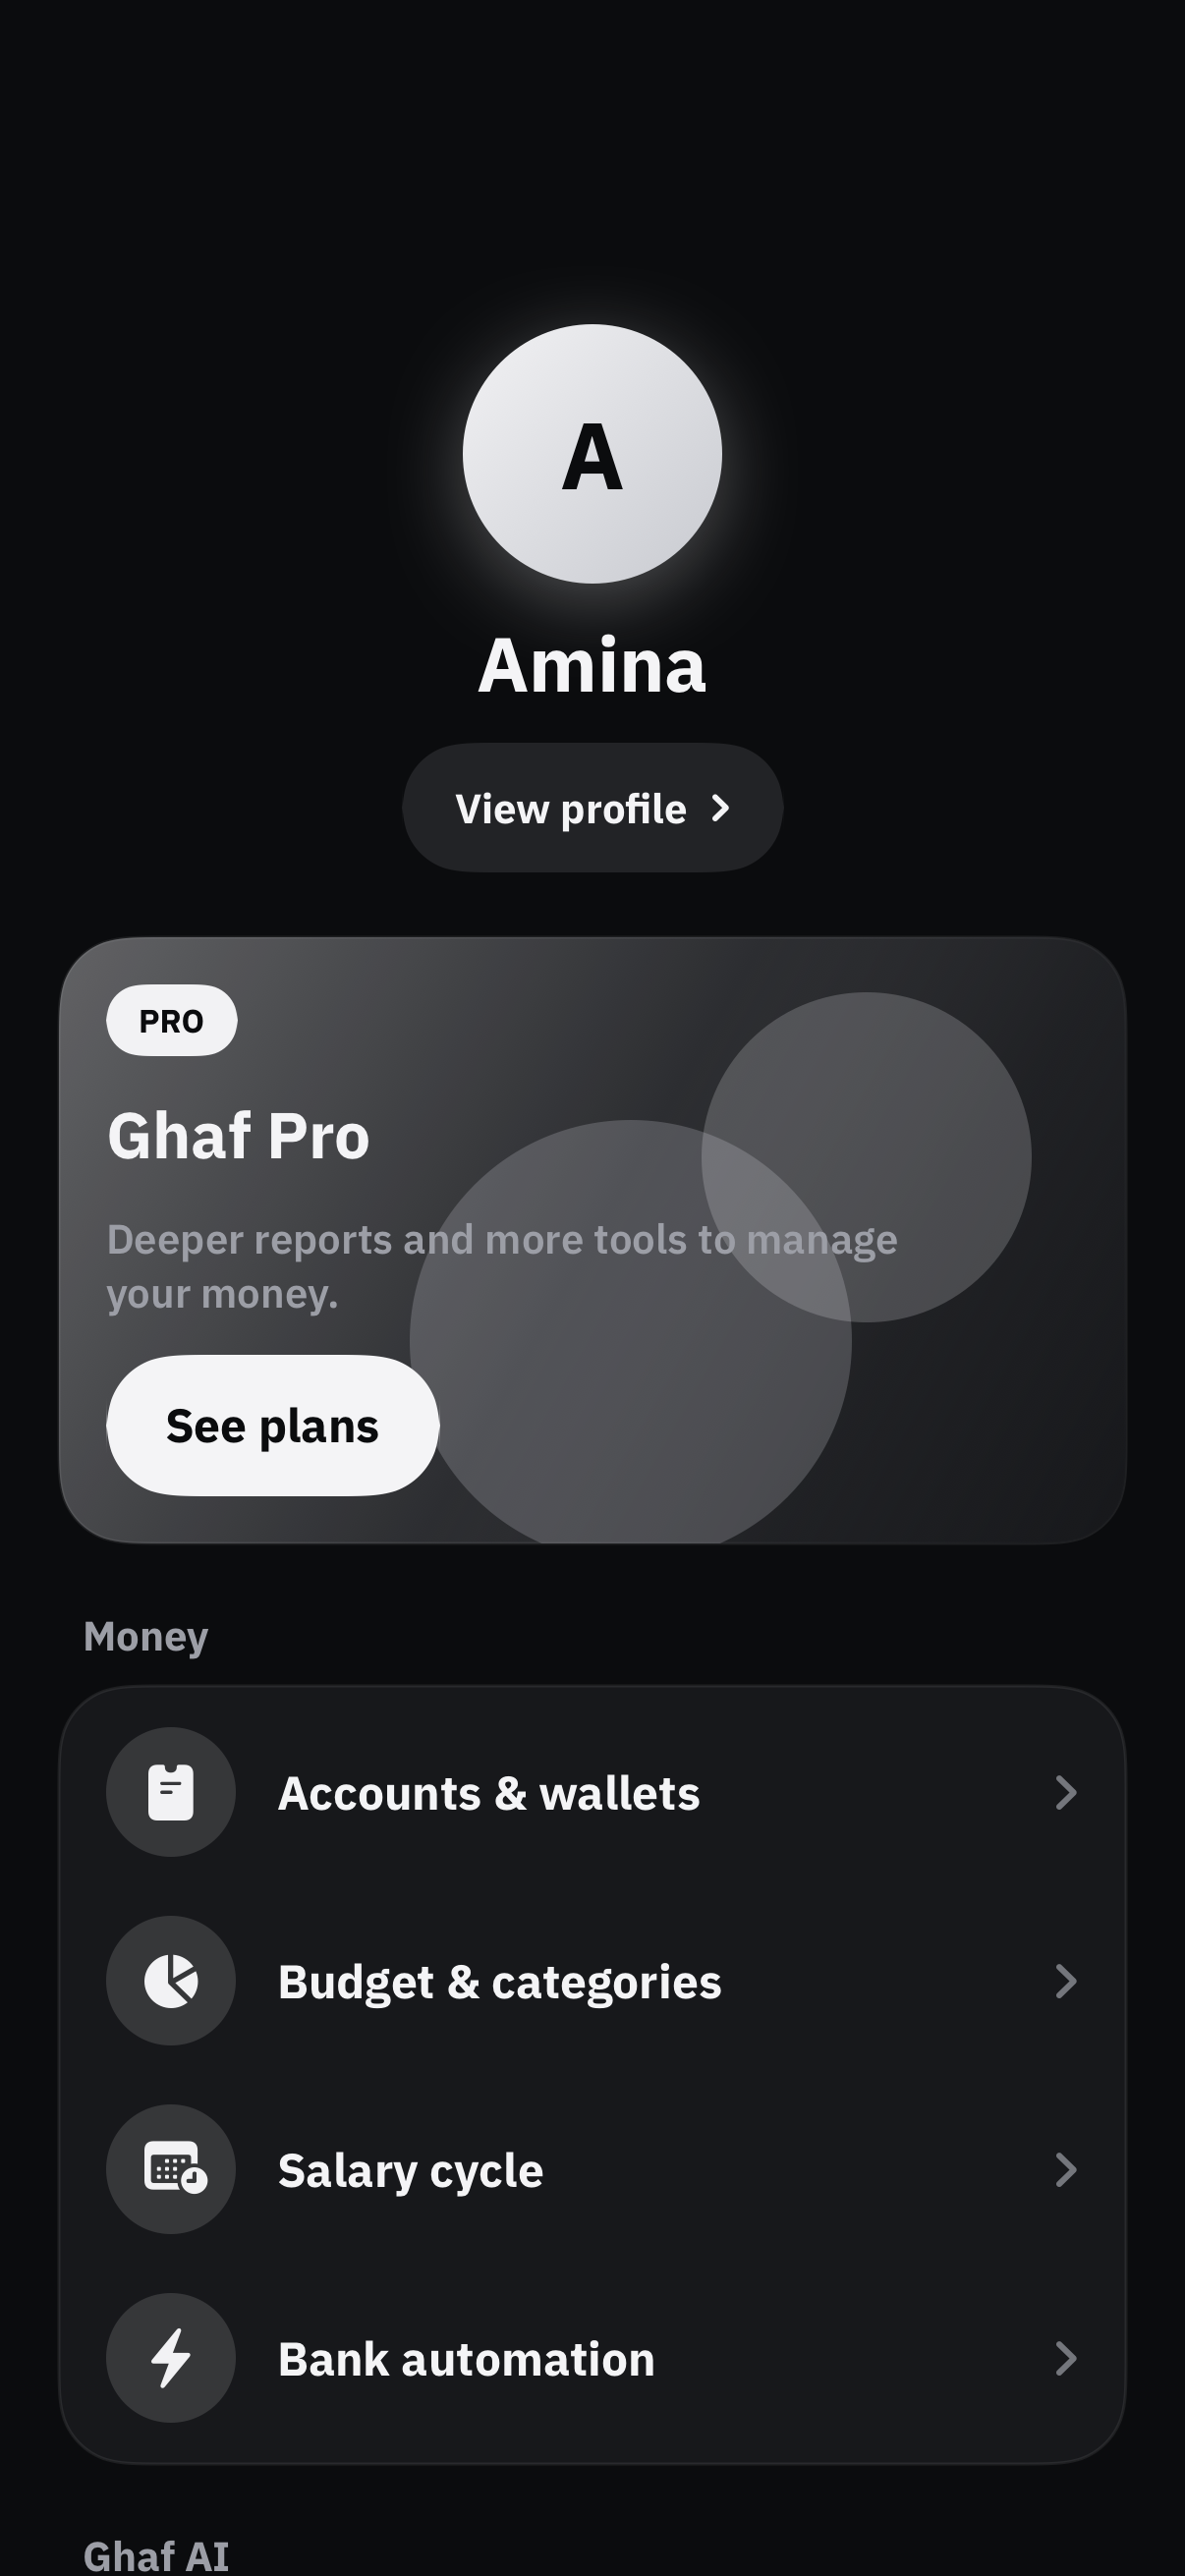 A
Amina
View profile
PRO
Ghaf Pro
Deeper reports and more tools to manage
your money.
See plans
Money
Accounts & wallets
Budget & categories
Salary cycle
Bank automation
Ghaf AI